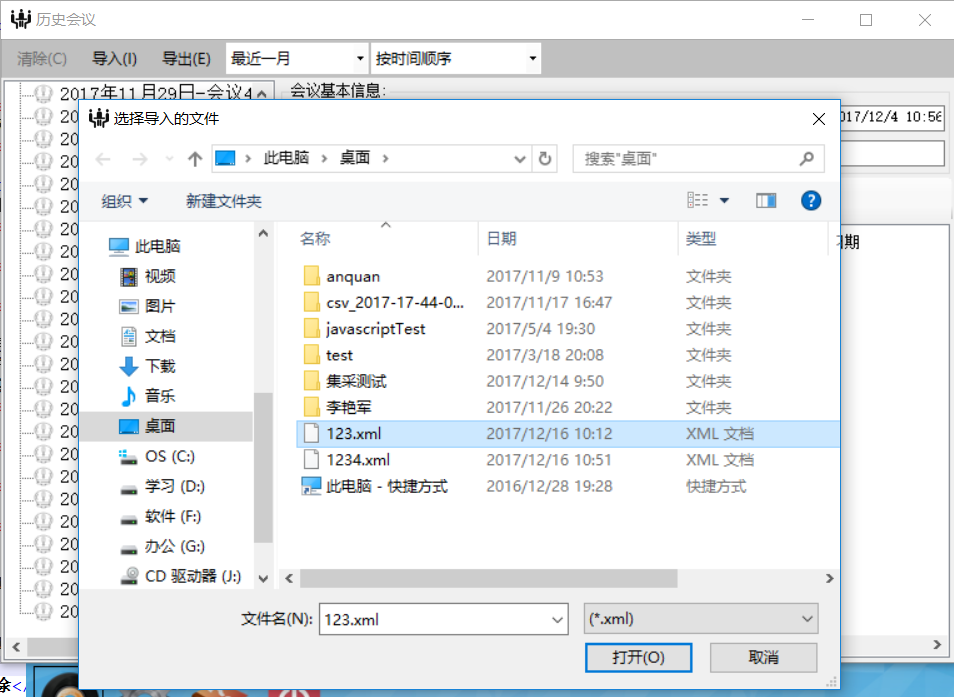 历史会议
清除(C) 导入(I) 导出(E) 最近一月 按时间顺序
2017年11月29日-会议4 会议基本信息:
20
选择导入的文件
017/12/4 10:56
20
此电脑 桌面 搜索"桌面"
20
组织 新建文件夹
20
名称 日期 类型
期
20
此电脑
20
视频 anquan 2017/11/9 10:53 文件夹
20
图片 csv_2017-17-44-0... 2017/11/17 16:47 文件夹
20
文档 javascriptTest 2017/5/4 19:30 文件夹
20
下载 test 2017/3/18 20:08 文件夹
20
音乐 集采测试 2017/12/14 9:50 文件夹
20
李艳军 2017/11/26 20:22 文件夹
20
桌面 123.xml 2017/12/16 10:12 XML 文档
20
OS (C:) 1234.xml 2017/12/16 10:51 XML 文档
20
学习 (D:) 此电脑 - 快捷方式 2016/12/28 19:28 快捷方式
20
软件 (F:)
20
办公 (G:)
20
CD 驱动器 (J:)
20
文件名(N): 123.xml (*.xml)
打开(O) 取消